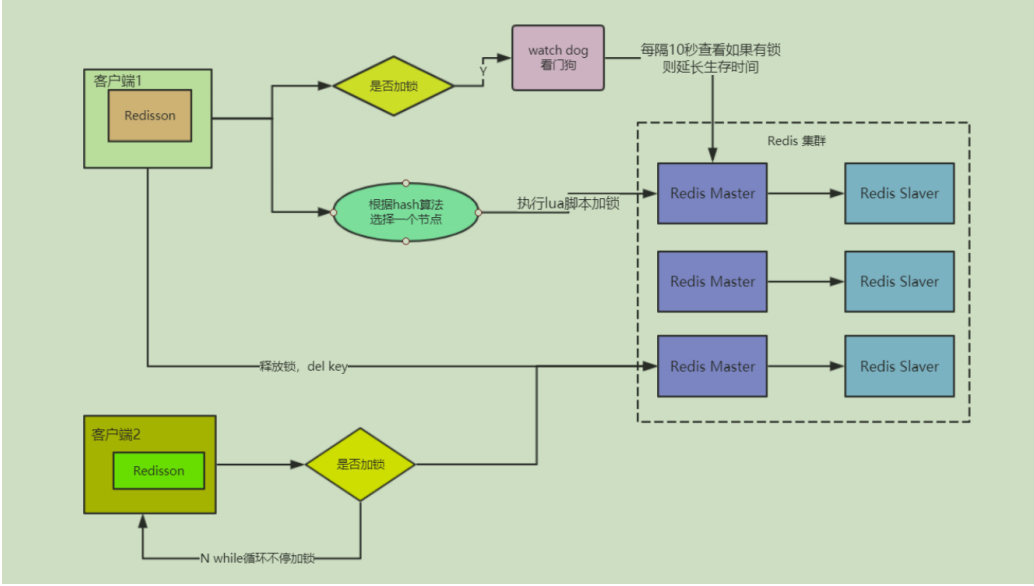 客户端1
Redisson
是否加锁
Y
watch dog
看门狗
每隔10秒查看如果有锁
则延长生存时间
Redis 集群
根据hash算法
选择一个节点
执行lua脚本加锁
Redis Master
Redis Slaver
Redis Master
Redis Slaver
Redis Master
Redis Slaver
释放锁，del key
客户端2
Redisson
是否加锁
N while循环不停加锁